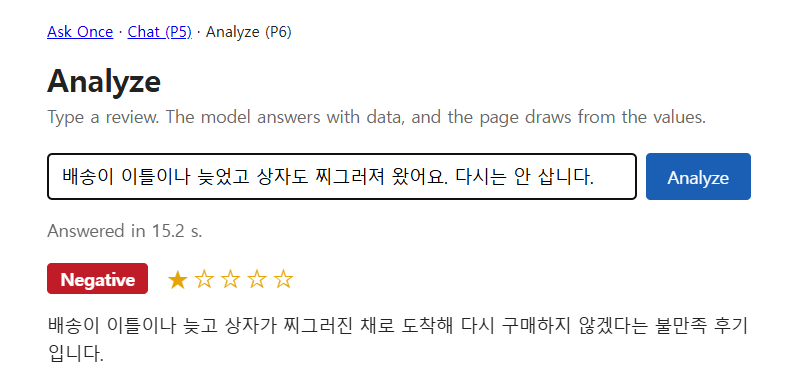 Ask Once · Chat (P5) · Analyze (P6)
Analyze
Type a review. The model answers with data, and the page draws from the values.
배송이 이틀이나 늦었고 상자도 찌그러져 왔어요. 다시는 안 삽니다.
Analyze
Answered in 15.2 s.
Negative ★☆☆☆☆
배송이 이틀이나 늦고 상자가 찌그러진 채로 도착해 다시 구매하지 않겠다는 불만족 후기
입니다.